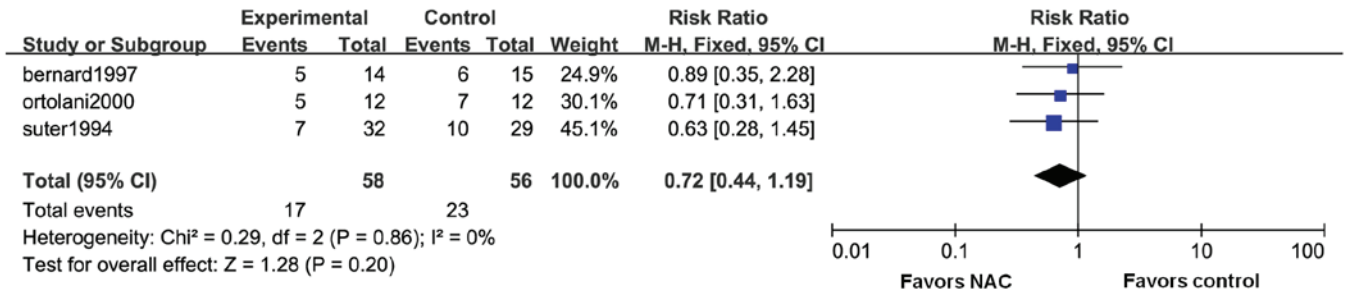 Experimental Control Risk Ratio Risk Ratio
Study or Subgroup Events Total Events Total Weight M-H, Fixed, 95% CI M-H, Fixed, 95% CI
bernard1997 5 14 6 15 24.9% 0.89 [0.35, 2.28]
ortolani2000 5 12 7 12 30.1% 0.71 [0.31, 1.63]
suter1994 7 32 10 29 45.1% 0.63 [0.28, 1.45]
Total (95% CI) 58 56 100.0% 0.72 [0.44, 1.19]
Total events 17 23
Heterogeneity: Chi² = 0.29, df = 2 (P = 0.86); I² = 0%
Test for overall effect: Z = 1.28 (P = 0.20)
0.01 0.1 1 10 100
Favors NAC Favors control